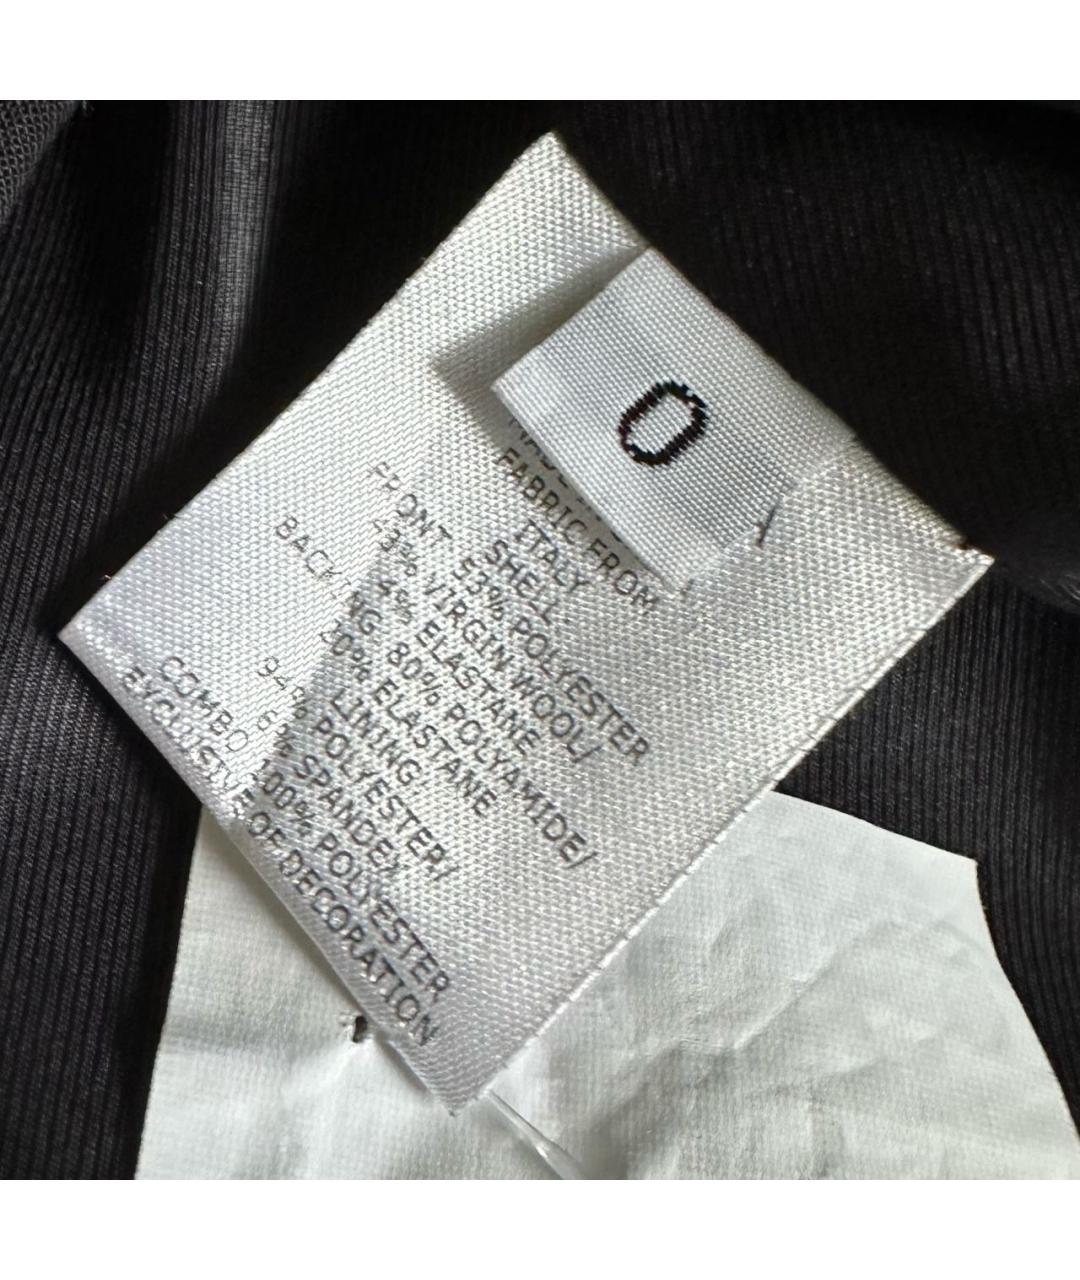 0
FABRIC FROM
ITALY
SHELL
FRONT 53% POLYESTER
43% VIRGIN WOOL/
4% ELASTANE
BACKING 80% POLYAMIDE/
20% ELASTANE
LINING
94% POLYESTER/
6% SPANDEX
COMBO 100% POLYESTER
EXCLUSIVE OF DECORATION